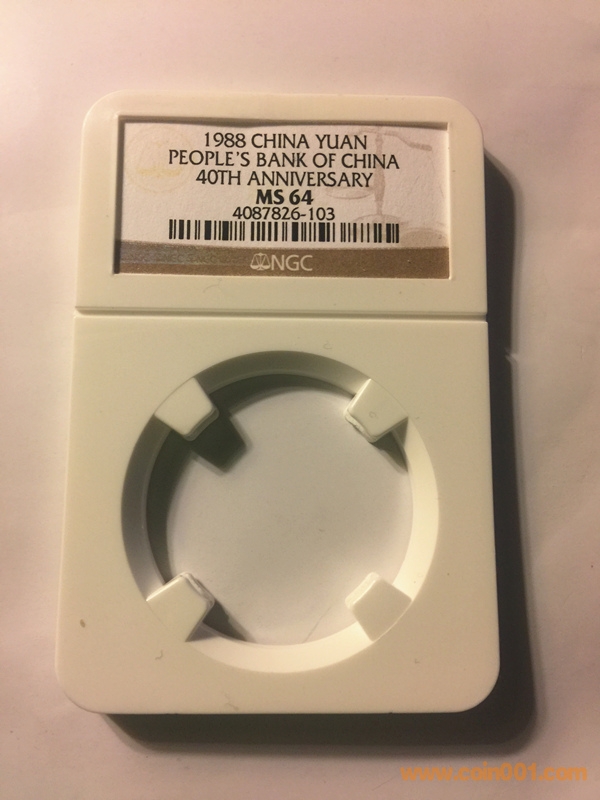 1988 CHINA YUAN
PEOPLE'S BANK OF CHINA
40TH ANNIVERSARY
MS 64
4087826-103
NGC
www.coin001.com